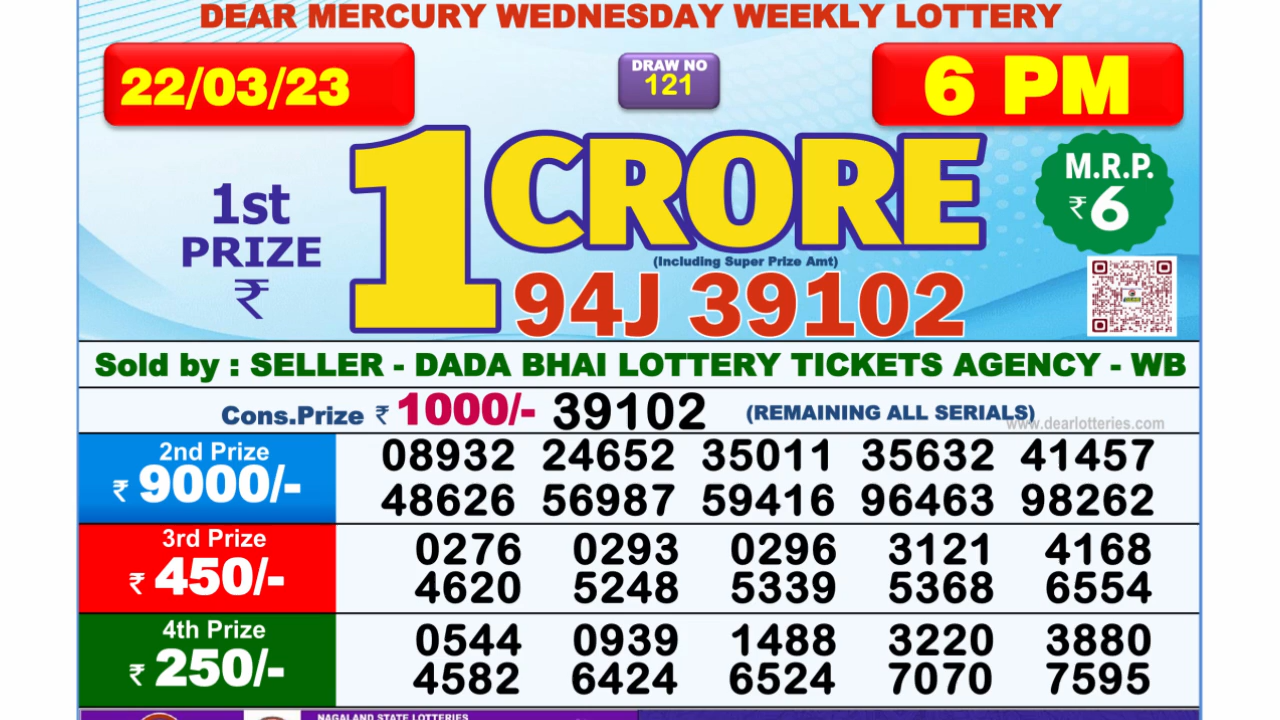 DEAR MERCURY WEDNESDAY WEEKLY LOTTERY
22/03/23
DRAW NO
121
6 PM
1st
PRIZE
₹
1 CRORE
(Including Super Prize Amt)
94J 39102
M.R.P.
₹6
Sold by : SELLER - DADA BHAI LOTTERY TICKETS AGENCY - WB
Cons.Prize ₹ 1000/- 39102 (REMAINING ALL SERIALS)
www.dearlotteries.com
2nd Prize
₹ 9000/-
08932 24652 35011 35632 41457
48626 56987 59416 96463 98262
3rd Prize
₹ 450/-
0276 0293 0296 3121 4168
4620 5248 5339 5368 6554
4th Prize
₹ 250/-
0544 0939 1488 3220 3880
4582 6424 6524 7070 7595
NAGALAND STATE LOTTERIES